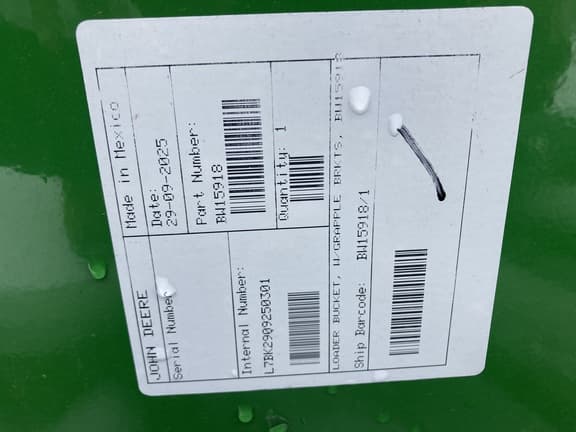 JOHN DEERE
Made in Mexico
Serial Number
Date:
29-09-2025
Internal Number:
L7BK2909250301
Part Number:
BW15918
Quantity: 1
LOADER BUCKET, W/GRAPPLE BRKTS, BW15918
Ship Barcode: BW15918/1